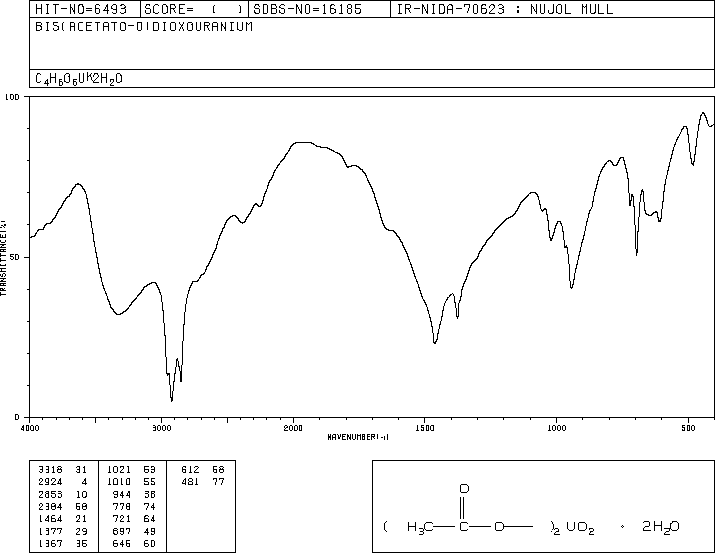 HIT-NO=6493 SCORE= ( ) SDBS-NO=16185 IR-NIDA-70623 : NUJOL MULL
BIS(ACETATO-O)DIOXOURANIUM
C4H6O6U 2H2O
100
50
0
TRANSMITTANCE(%)
4000 3000 2000 1500 1000 500
WAVENUMBER(-1)
3318 31 1021 53 612 58
2924 4 1010 55 481 77
2853 10 944 38
2304 60 778 74
1464 21 721 64
1377 29 697 49
1367 35 646 60
O
( H3C—C—O— )2 UO2 · 2H2O